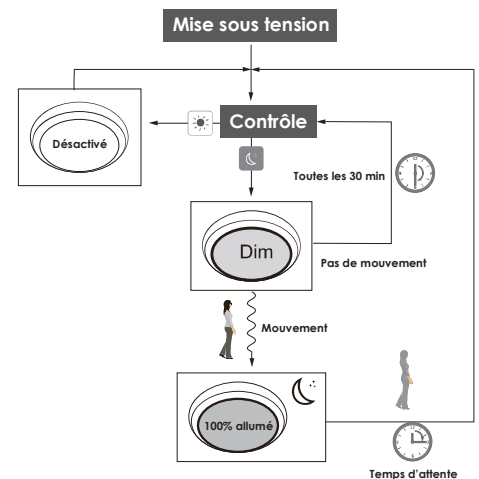 Mise sous tension
Contrôle
Désactivé
Toutes les 30 min
Dim
Pas de mouvement
Mouvement
100% allumé
Temps d'attente